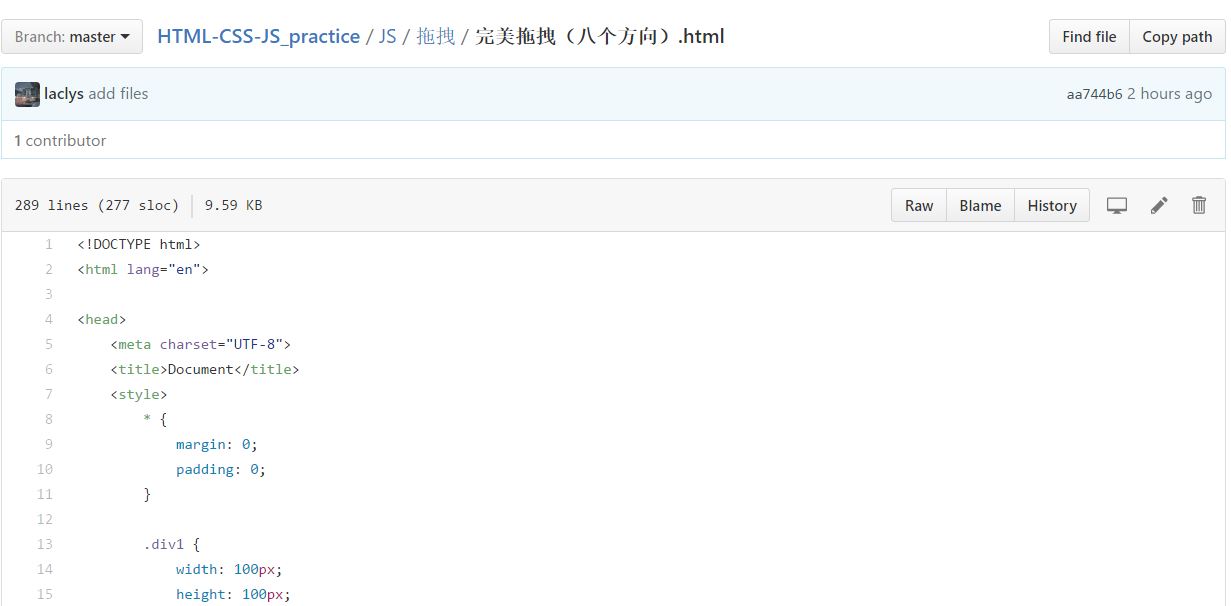 Branch: master HTML-CSS-JS_practice / JS / 拖拽 / 完美拖拽（八个方向）.html Find file Copy path
laclys add files aa744b6 2 hours ago
1 contributor
289 lines (277 sloc) 9.59 KB Raw Blame History
1 <!DOCTYPE html>
2 <html lang="en">
3
4 <head>
5 <meta charset="UTF-8">
6 <title>Document</title>
7 <style>
8 * {
9 margin: 0;
10 padding: 0;
11 }
12
13 .div1 {
14 width: 100px;
15 height: 100px;